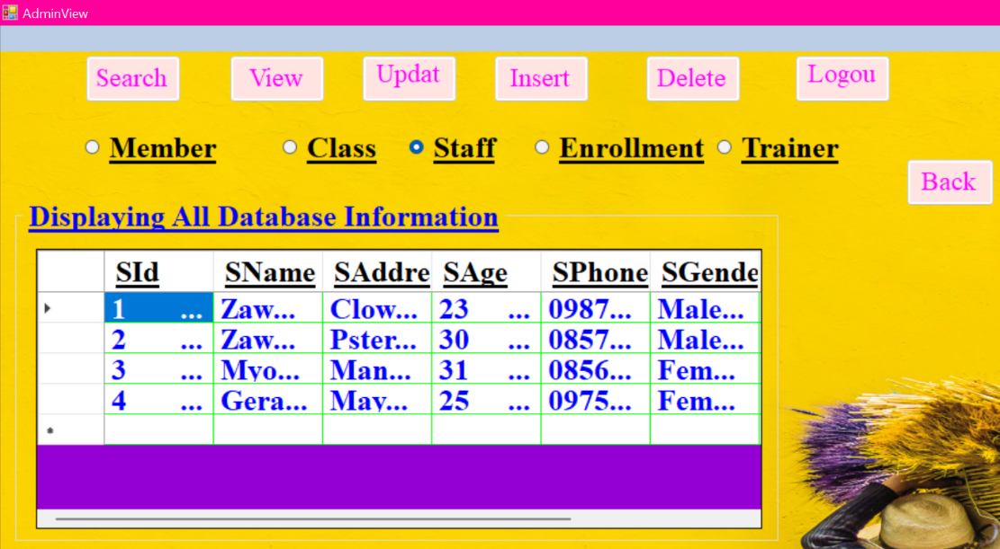 AdminView
Search View Updat Insert Delete Logou
Member Class Staff Enrollment Trainer
Back
Displaying All Database Information
SId SName SAddre SAge SPhone SGende
1 ... Zaw... Clow... 23 ... 0987... Male...
2 ... Zaw... Pster... 30 ... 0857... Male...
3 ... Myo... Man... 31 ... 0856... Fem...
4 ... Gera... May... 25 ... 0975... Fem...